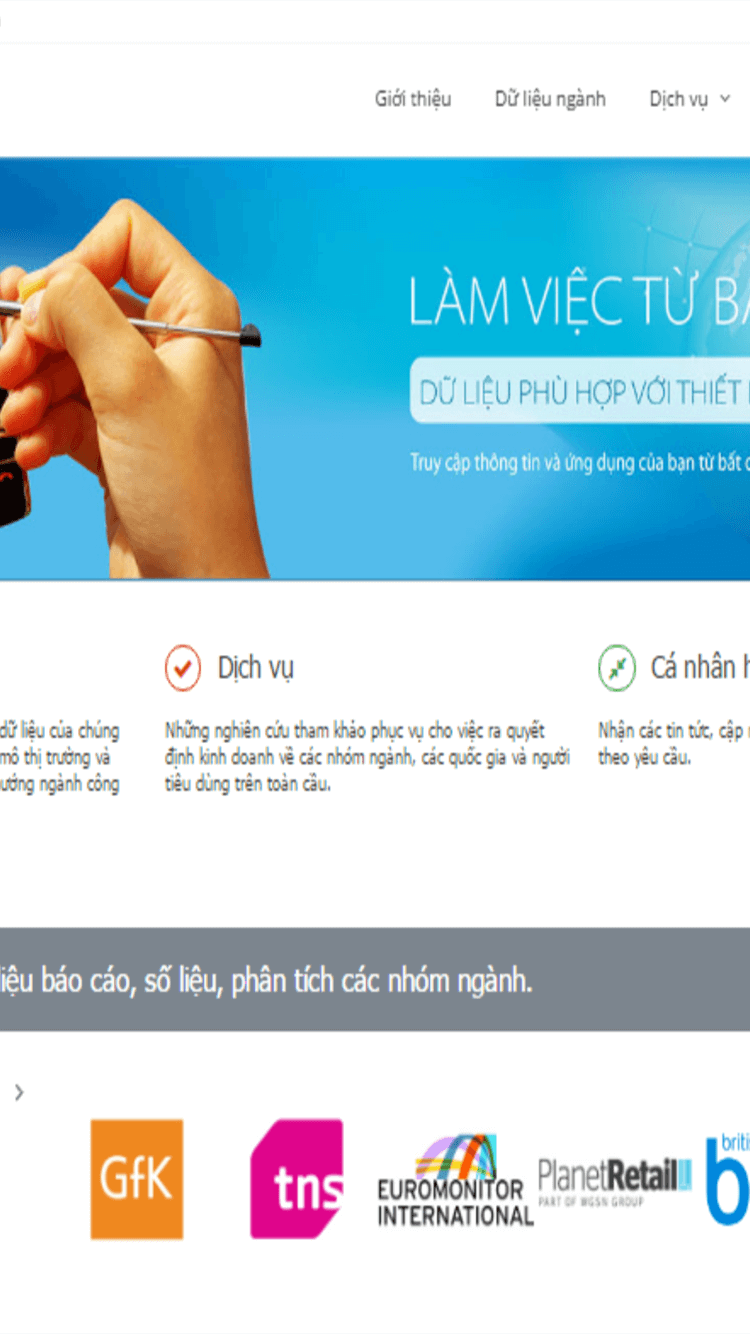 Giới thiệu Dữ liệu ngành Dịch vụ
LÀM VIỆC TỪ
DỮ LIỆU PHÙ HỢP VỚI THIẾT
Truy cập thông tin và ứng dụng của bạn từ bất
Dịch vụ
Cá nhân
dữ liệu của chúng
mô thị trường và
ngành công
Những nghiên cứu tham khảo phục vụ cho việc ra quyết
định kinh doanh về các nhóm ngành, các quốc gia và người
tiêu dùng trên toàn cầu.
Nhận các tin tức, cập
theo yêu cầu.
báo cáo, số liệu, phân tích các nhóm ngành.
GfK
tns
EUROMONITOR
INTERNATIONAL
PlanetRetail
PART OF WGSN GROUP